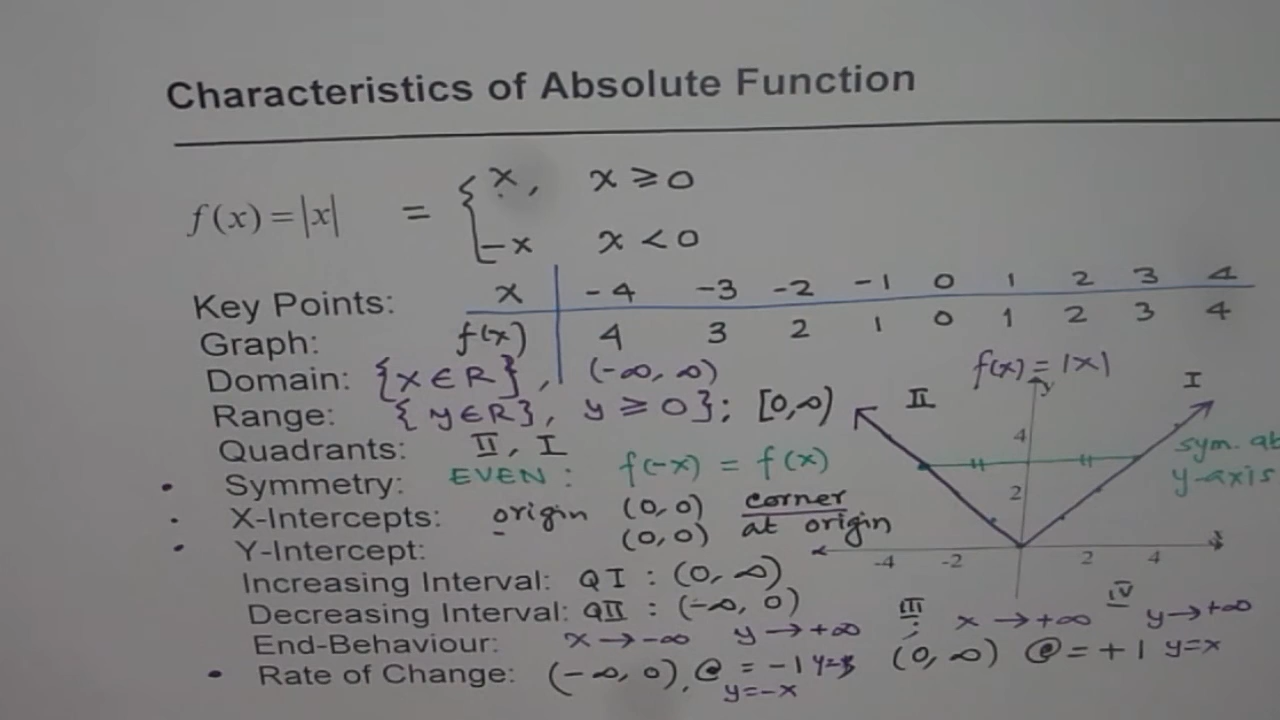 Characteristics of Absolute Function
f(x) = |x| = { x, x ≥ 0
-x x < 0
Key Points: x -4 -3 -2 -1 0 1 2 3 4
Graph: f(x) 4 3 2 1 0 1 2 3 4
Domain: {x ∈ R}, (-∞, ∞)
Range: {y ∈ R}, y ≥ 0}; [0, ∞)
Quadrants: II, I
• Symmetry: EVEN: f(-x) = f(x)
• X-Intercepts: origin (0, 0) corner
• Y-Intercept: (0, 0) at origin
Increasing Interval: QI : (0, ∞)
Decreasing Interval: QII : (-∞, 0)
End-Behaviour: x → -∞ y → +∞ ; x → +∞ y → +∞
• Rate of Change: (-∞, 0), @ = -1 (0, ∞) @ = +1 y=x
y=-x
f(x) = |x|
y
II I
4
sym. ab
y-axis
2
x
-4 -2 2 4
III IV